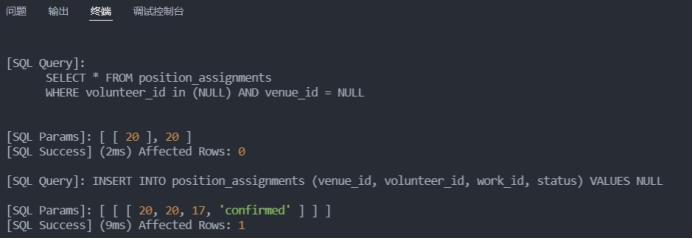 问题 输出 终端 调试控制台
[SQL Query]:
SELECT * FROM position_assignments
WHERE volunteer_id in (NULL) AND venue_id = NULL
[SQL Params]: [ [ 20 ], 20 ]
[SQL Success] (2ms) Affected Rows: 0
[SQL Query]: INSERT INTO position_assignments (venue_id, volunteer_id, work_id, status) VALUES NULL
[SQL Params]: [ [ [ 20, 20, 17, 'confirmed' ] ] ]
[SQL Success] (9ms) Affected Rows: 1